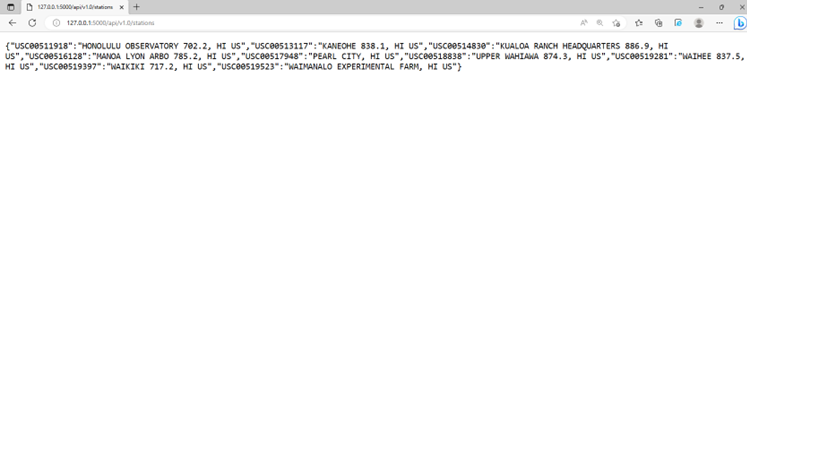 127.0.0.1:5000/api/v1.0/stations
127.0.0.1:5000/api/v1.0/stations
{"USC00511918":"HONOLULU OBSERVATORY 702.2, HI US","USC00513117":"KANEOHE 838.1, HI US","USC00514830":"KUALOA RANCH HEADQUARTERS 886.9, HI
US","USC00516128":"MANOA LYON ARBO 785.2, HI US","USC00517948":"PEARL CITY, HI US","USC00518838":"UPPER WAHIAWA 874.3, HI US","USC00519281":"WAIHEE 837.5,
HI US","USC00519397":"WAIKIKI 717.2, HI US","USC00519523":"WAIMANALO EXPERIMENTAL FARM, HI US"}